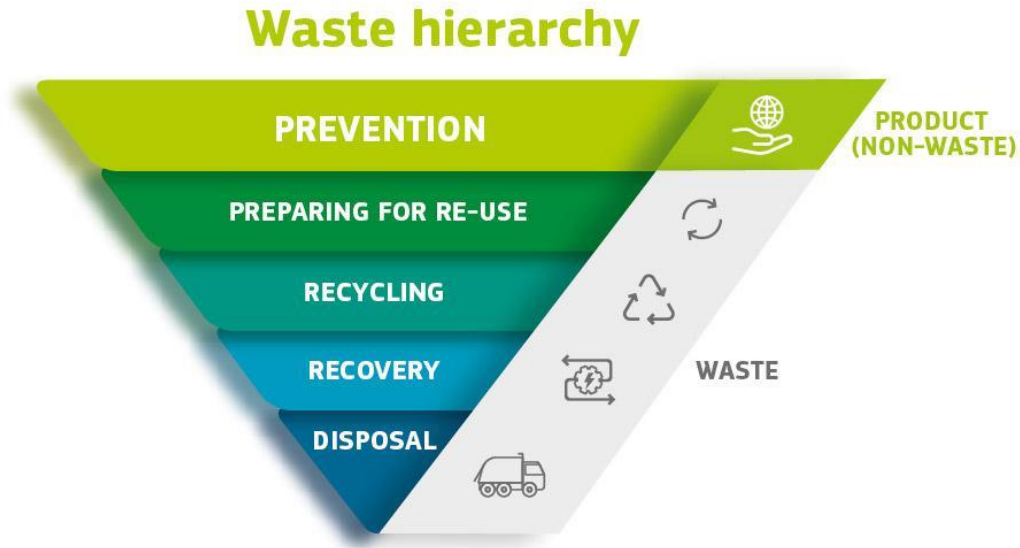 Waste hierarchy
PREVENTION
PRODUCT
(NON-WASTE)
PREPARING FOR RE-USE
RECYCLING
RECOVERY
WASTE
DISPOSAL